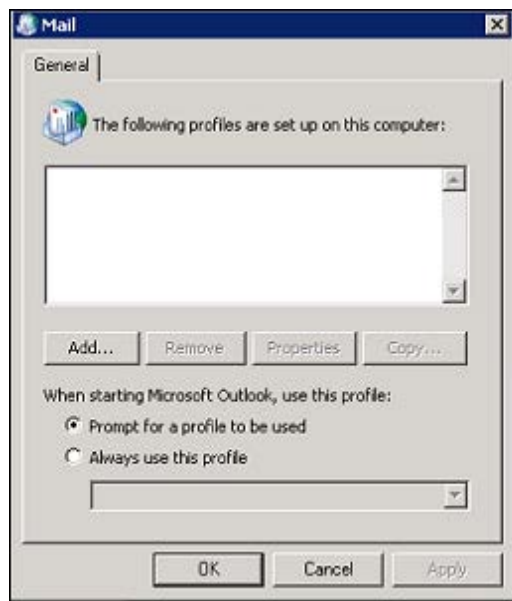 Mail
General
The following profiles are set up on this computer:
Add... Remove Properties Copy...
When starting Microsoft Outlook, use this profile:
Prompt for a profile to be used
Always use this profile
OK Cancel Apply